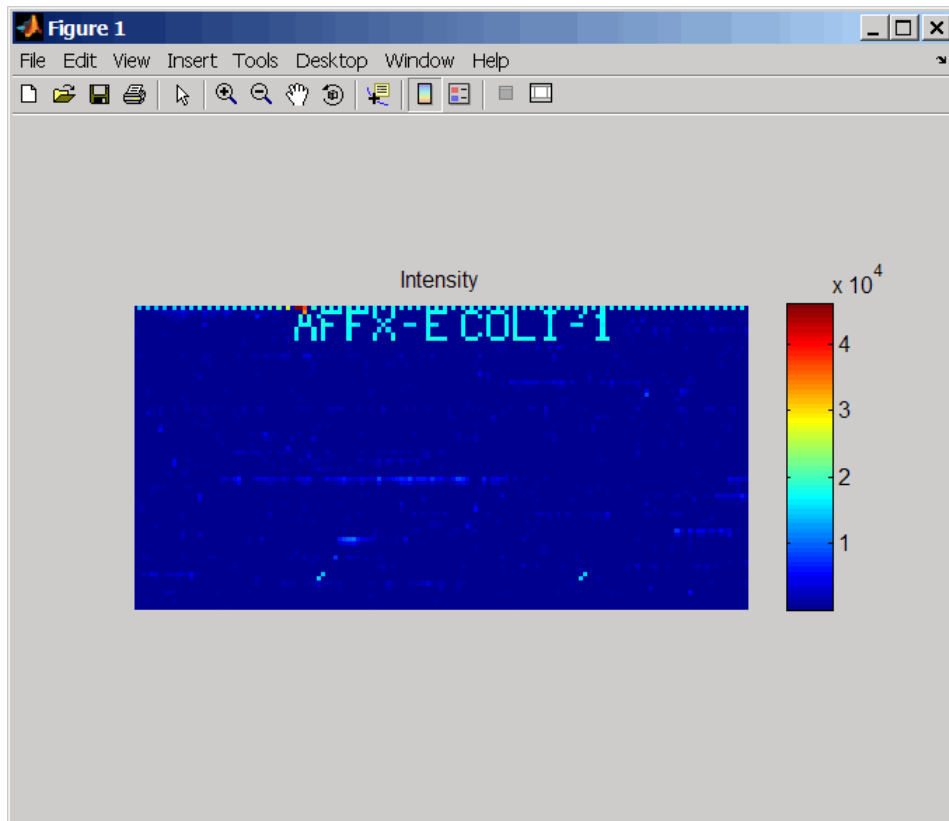 Figure 1
File Edit View Insert Tools Desktop Window Help
Intensity
x 10^4
AFFX-ECOLI-1
4
3
2
1